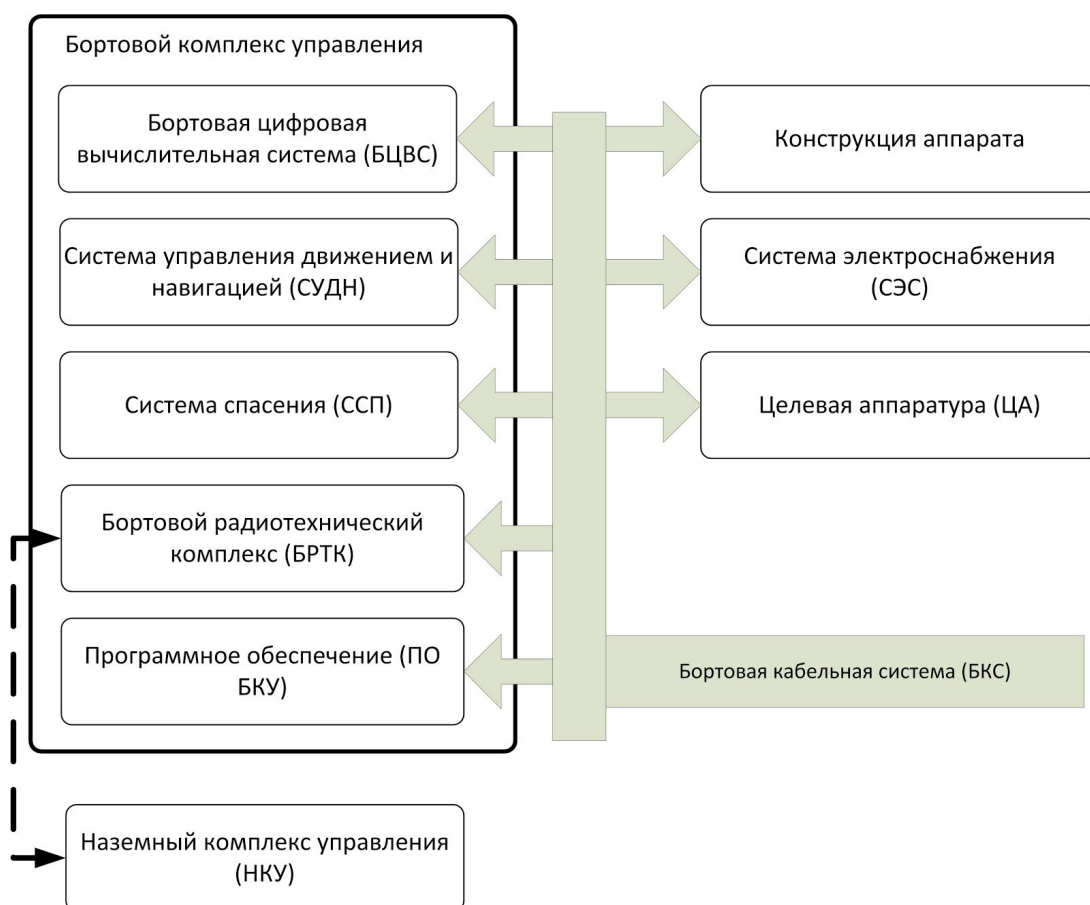 Бортовой комплекс управления
Бортовая цифровая
вычислительная система (БЦВС)
Система управления движением и
навигацией (СУДН)
Система спасения (ССП)
Бортовой радиотехнический
комплекс (БРТК)
Программное обеспечение (ПО
БКУ)
Наземный комплекс управления
(НКУ)
Конструкция аппарата
Система электроснабжения
(СЭС)
Целевая аппаратура (ЦА)
Бортовая кабельная система (БКС)